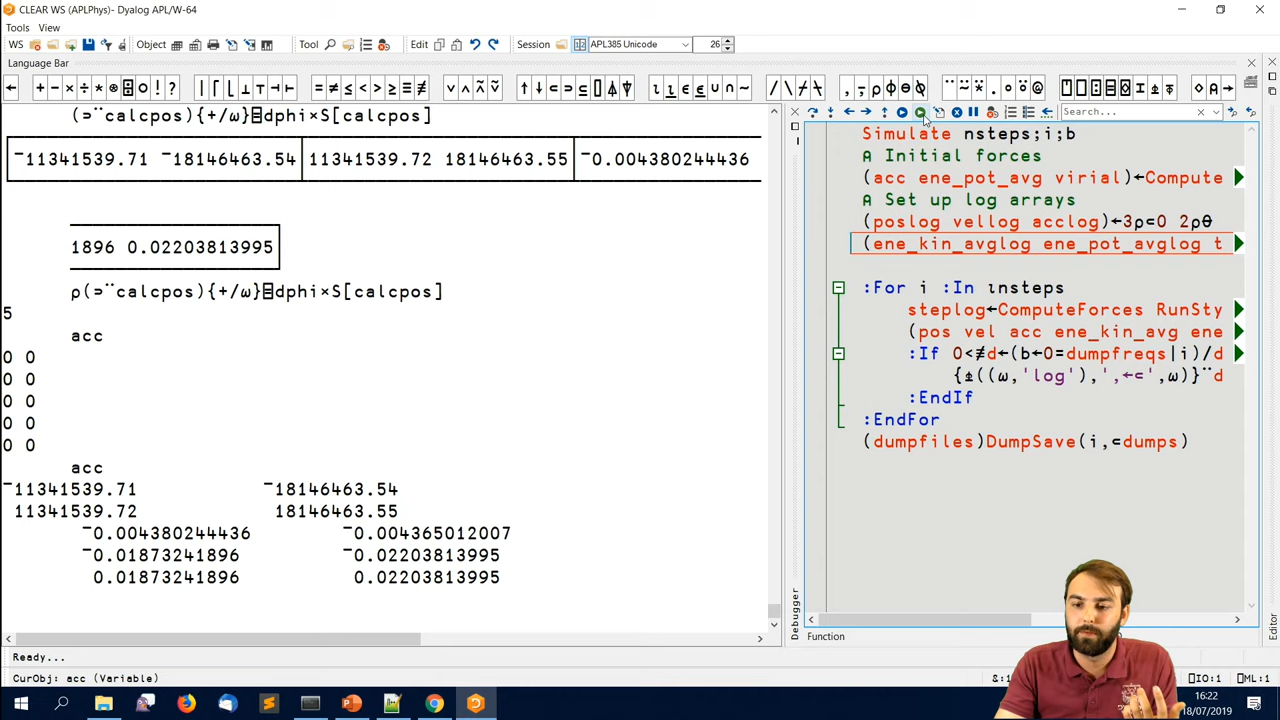 CLEAR WS (APLPhys)- Dyalog APL/W-64
Tools View
WS Object Tool Edit Session APL385 Unicode 26
Language Bar
← + - × ÷ * ⍟ ⌹ ○ ! ? | ⌈ ⌊ ⊥ ⊤ ⊣ ⊢ = ≠ ≤ < > ≥ ≡ ≢ ∨ ∧ ⍱ ⍲ ↑ ↓ ⊂ ⊃ ⊆ ⌷ ⍋ ⍒ ⍳ ⍸ ∊ ⍷ ∪ ∩ ~ / \ ⌿ ⍀ , ⍪ ⍴ ⌽ ⊖ ⍉
(⊃¨¨calcpos){+/⍵}⌸dphi×S[calcpos]
¯11341539.71 ¯18146463.54 11341539.72 18146463.55 ¯0.004380244436
1896 0.02203813995
⍴(⊃¨¨calcpos){+/⍵}⌸dphi×S[calcpos]
5
acc
0 0
0 0
0 0
0 0
0 0
acc
¯11341539.71 ¯18146463.54
11341539.72 18146463.55
¯0.004380244436 ¯0.004365012007
¯0.01873241896 ¯0.02203813995
0.01873241896 0.02203813995
Search...
Simulate nsteps;i;b
⍝ Initial forces
(acc ene_pot_avg virial)←Compute
⍝ Set up log arrays
(poslog vellog acclog)←3⍴⊂0 2⍴⍬
(ene_kin_avglog ene_pot_avglog t
:For i :In ⍳nsteps
steplog←ComputeForces RunSty
(pos vel acc ene_kin_avg ene
:If 0<≢d←(b←0=dumpfreqs|i)/d
{⍎((⍵,'log'),',←⊂',⍵)}¨d
:EndIf
:EndFor
(dumpfiles)DumpSave(i,⊂dumps)
Debugger
Editor
Function
Ready...
CurObj: acc (Variable)
&:1
⎕IO:1
⎕ML:1
16:22
18/07/2019